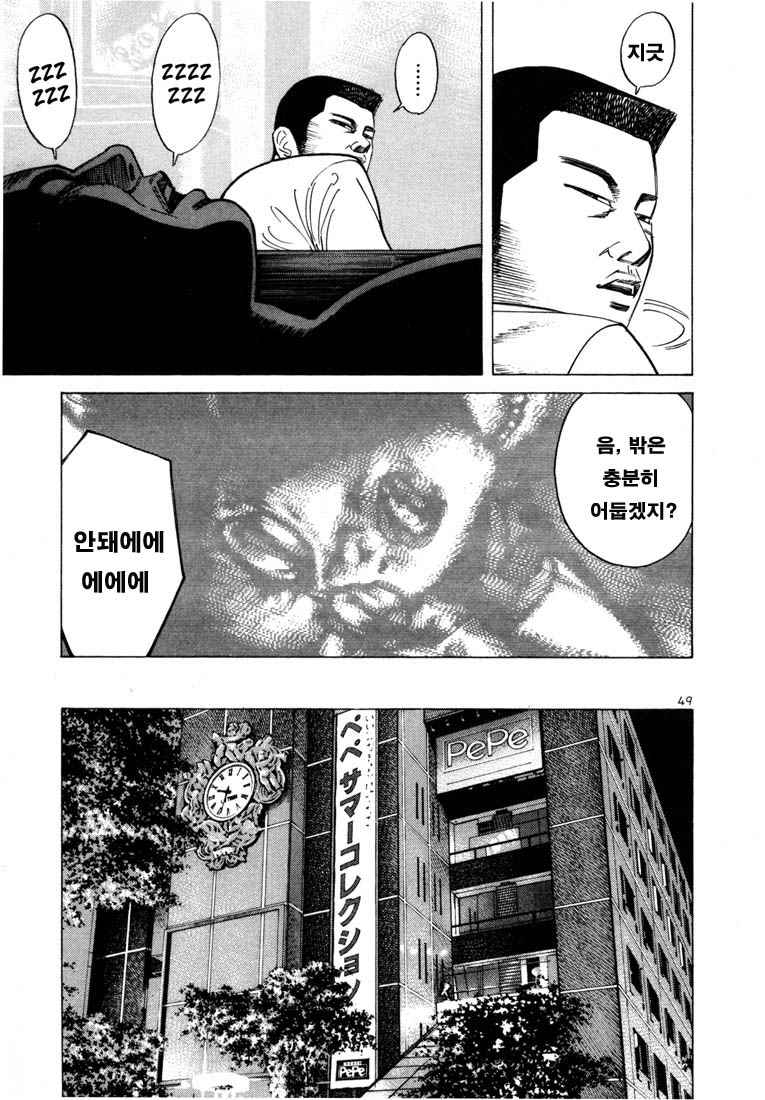 지긋
......
ZZZZ
ZZZ
ZZZ
ZZZ
음, 밖은
충분히
어둡겠지?
안돼에에
에에에
49
PePe
ペペサマーコレクション
PePe